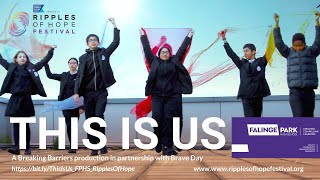 RIPPLES
OF HOPE
FESTIVAL
THIS IS US
FALINGE PARK
A Breaking Barriers production in partnership with Brave Day
https://bit.ly/ThisIsUs_FPHS_RipplesOfHope
www.www.ripplesofhopefestival.org